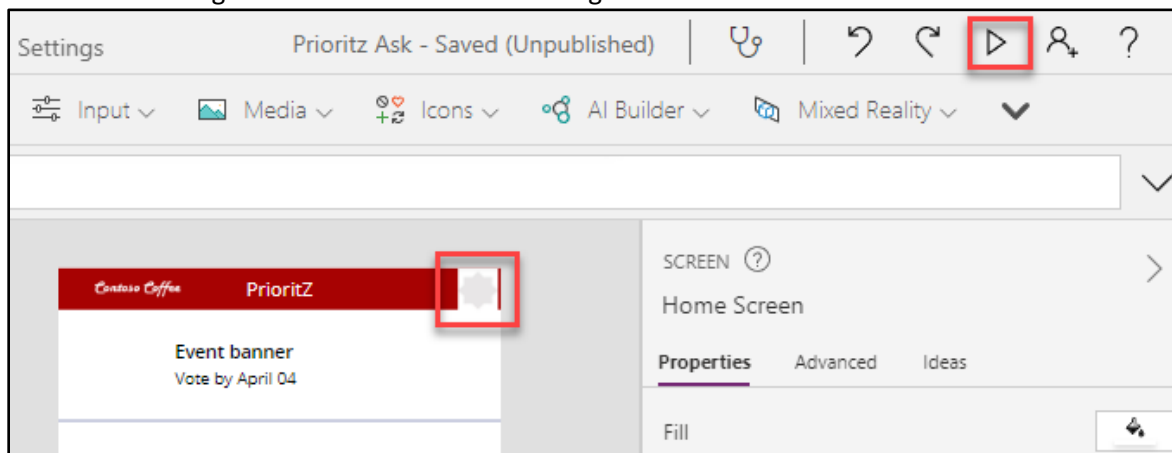 Settings Prioritz Ask - Saved (Unpublished) ?
Input Media Icons AI Builder Mixed Reality
SCREEN ?
Home Screen
Contoso Coffee PrioritZ
Event banner
Vote by April 04
Properties Advanced Ideas
Fill